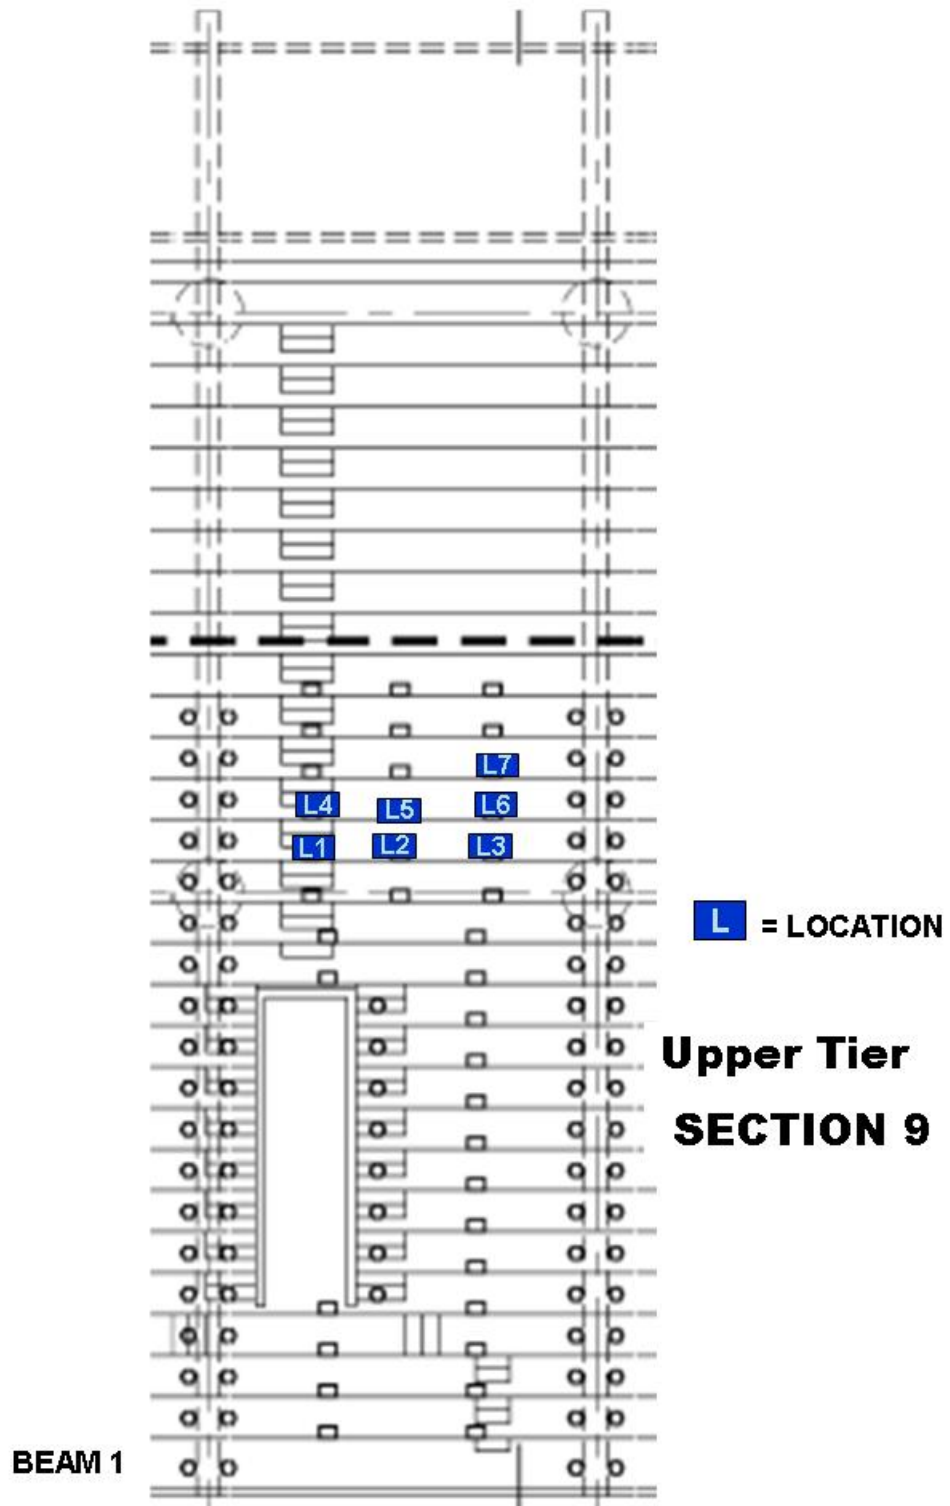 L7
L4 L5 L6
L1 L2 L3
L = LOCATION
Upper Tier
SECTION 9
BEAM 1